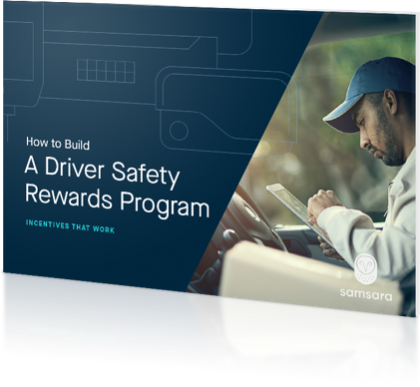 How to Build
A Driver Safety
Rewards Program
INCENTIVES THAT WORK
samsara